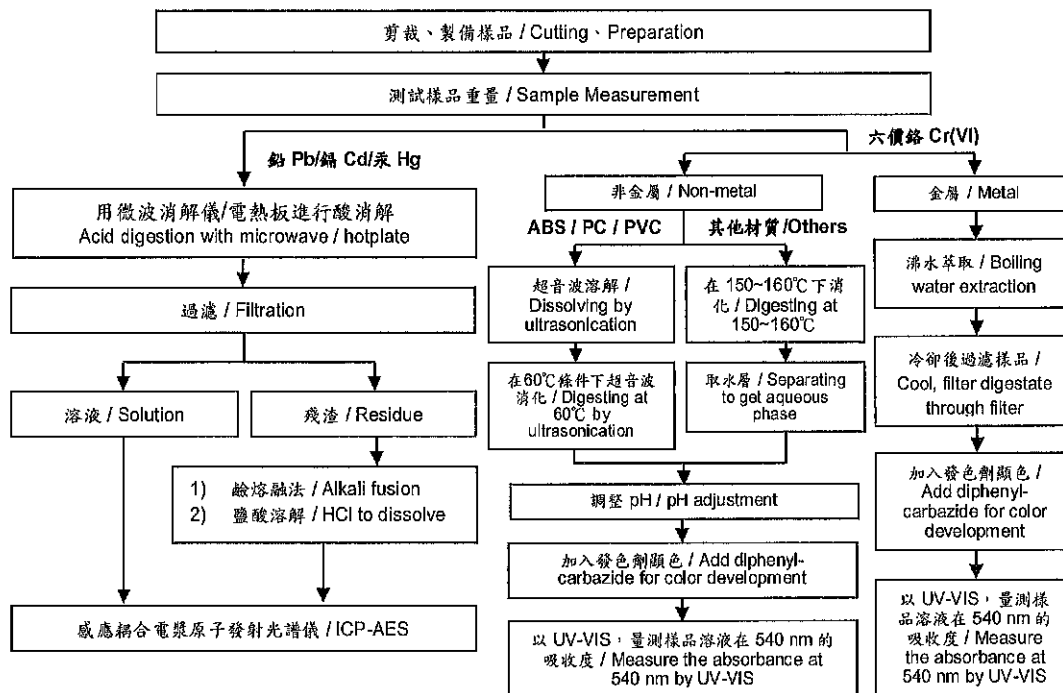 剪裁、製備樣品 / Cutting、Preparation
測試樣品重量 / Sample Measurement
鉛 Pb/鎘 Cd/汞 Hg
六價鉻 Cr(VI)
用微波消解儀/電熱板進行酸消解
Acid digestion with microwave / hotplate
過濾 / Filtration
溶液 / Solution
殘渣 / Residue
1) 鹼熔融法 / Alkali fusion
2) 鹽酸溶解 / HCl to dissolve
感應耦合電漿原子發射光譜儀 / ICP-AES
非金屬 / Non-metal
ABS / PC / PVC
其他材質/Others
超音波溶解 /
Dissolving by
ultrasonication
在60℃條件下超音波
消化 / Digesting at
60℃ by
ultrasonication
在 150~160℃下消
化 / Digesting at
150~160℃
取水層 / Separating
to get aqueous
phase
調整 pH / pH adjustment
加入發色劑顯色 / Add diphenyl-
carbazide for color development
以 UV-VIS，量測樣品溶液在 540 nm 的
吸收度 / Measure the absorbance at
540 nm by UV-VIS
金屬 / Metal
沸水萃取 / Boiling
water extraction
冷卻後過濾樣品 /
Cool, filter digestate
through filter
加入發色劑顯色 /
Add diphenyl-
carbazide for color
development
以 UV-VIS，量測樣
品溶液在 540 nm 的
吸收度 / Measure
the absorbance at
540 nm by UV-VIS